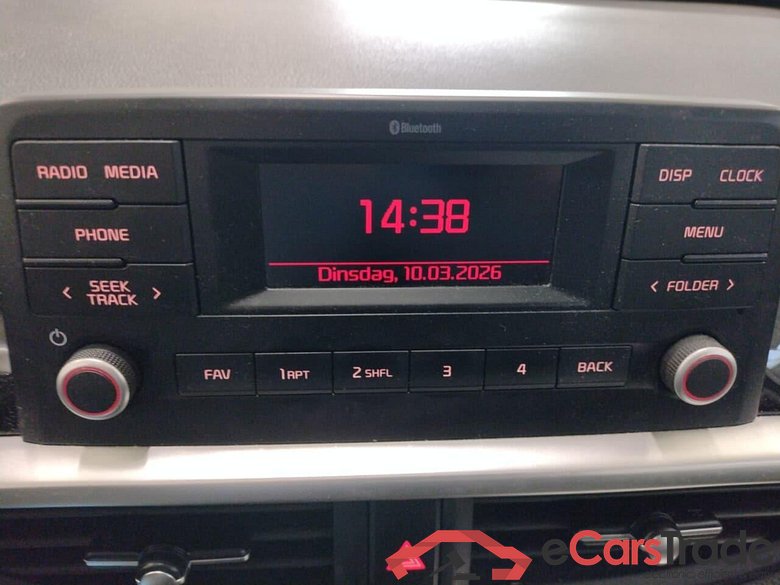 Bluetooth
RADIO MEDIA
PHONE
< SEEK TRACK >
14:38
Dinsdag, 10.03.2026
DISP CLOCK
MENU
< FOLDER >
FAV 1 RPT 2 SHFL 3 4 BACK
eCarsTrade